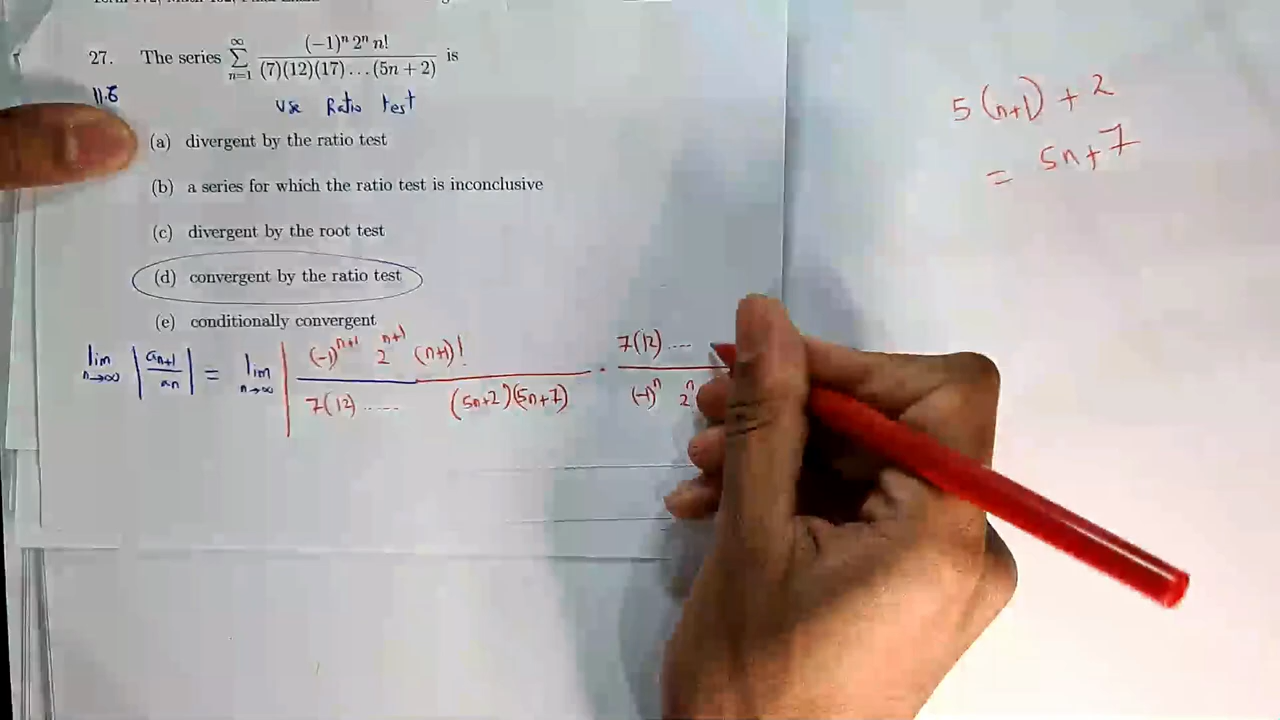 27. The series ∑_{n=1}^{∞} (−1)ⁿ 2ⁿ n! / (7)(12)(17)…(5n + 2) is
11.6
Use Ratio test
(a) divergent by the ratio test
(b) a series for which the ratio test is inconclusive
(c) divergent by the root test
(d) convergent by the ratio test
(e) conditionally convergent
lim_{n→∞} |a_{n+1} / a_n| = lim_{n→∞} | (-1)^{n+1} 2^{n+1} (n+1)! / 7(12)...... (5n+2)(5n+7) · 7(12).... / (-1)^n 2^n
5(n+1) + 2
= 5n+7